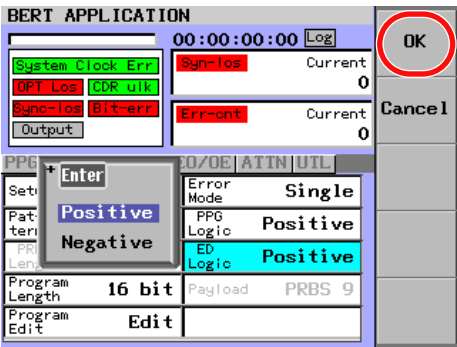 BERT APPLICATION
00:00:00:00 Log
OK
System Clock Err
Syn-los Current
0
OPT Los CDR ulk
Sync-los Bit-err
Cancel
Err-cnt Current
0
Output
PPG EO/OE ATTN UTL
Enter
Error Mode Single
Positive
PPG Logic Positive
Negative
ED Logic Positive
Program Length 16 bit
Payload PRBS 9
Program Edit Edit